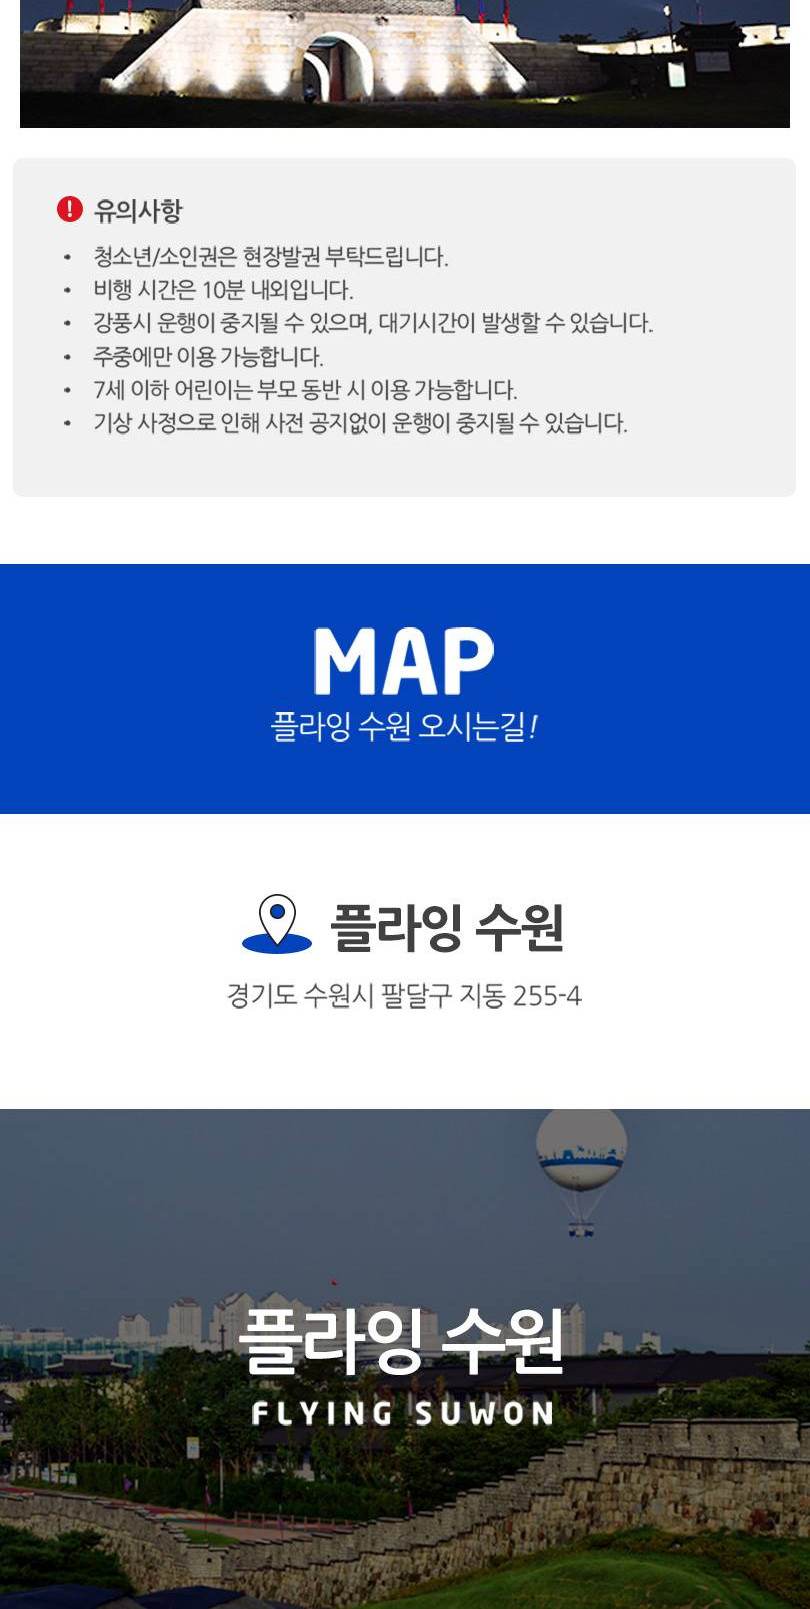 유의사항
• 청소년/소인권은 현장발권 부탁드립니다.
• 비행 시간은 10분 내외입니다.
• 강풍시 운행이 중지될 수 있으며, 대기시간이 발생할 수 있습니다.
• 주중에만 이용 가능합니다.
• 7세 이하 어린이는 부모 동반 시 이용 가능합니다.
• 기상 사정으로 인해 사전 공지없이 운행이 중지될 수 있습니다.
MAP
플라잉 수원 오시는길!
플라잉 수원
경기도 수원시 팔달구 지동 255-4
플라잉 수원
FLYING SUWON